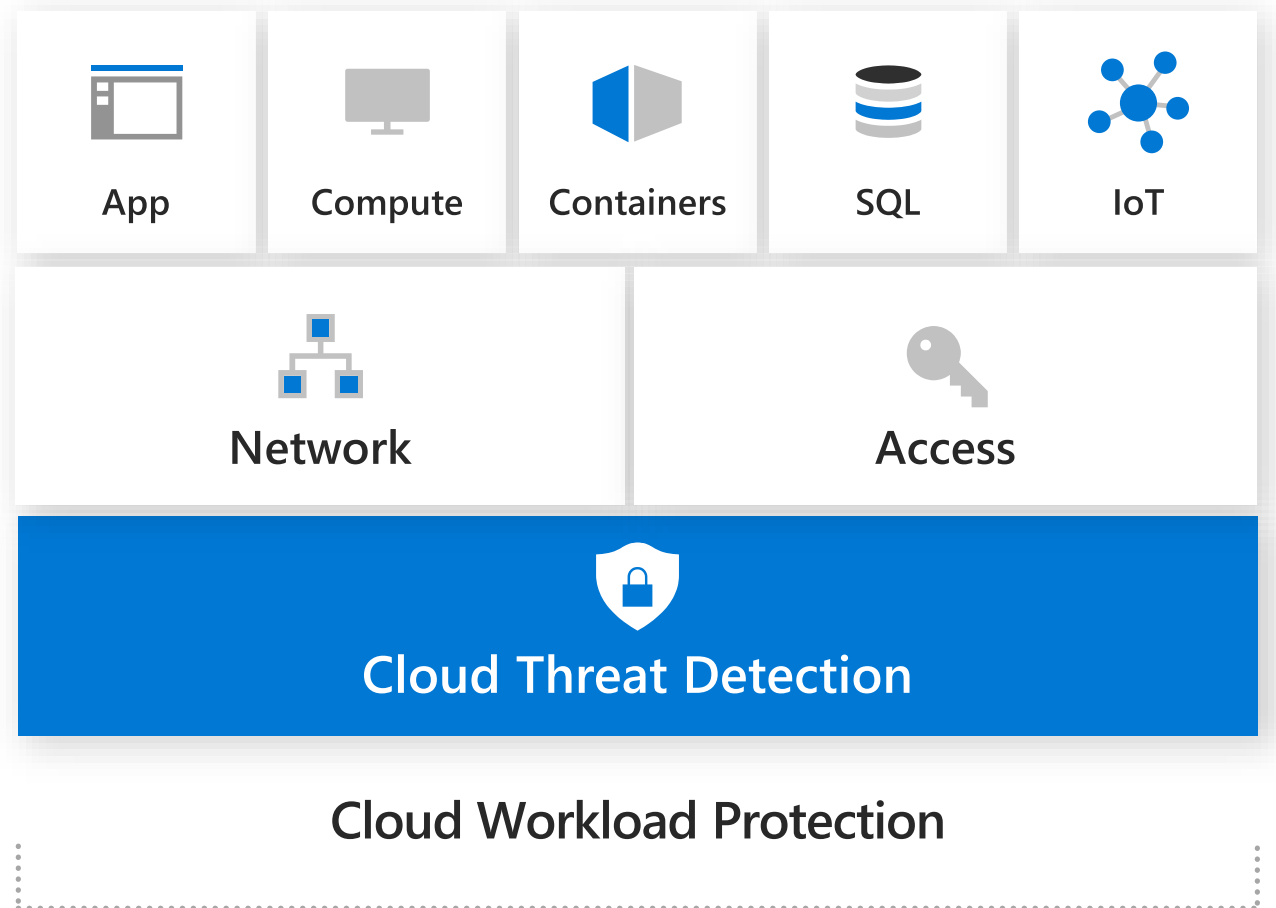 App
Compute
Containers
SQL
IoT
Network
Access
Cloud Threat Detection
Cloud Workload Protection